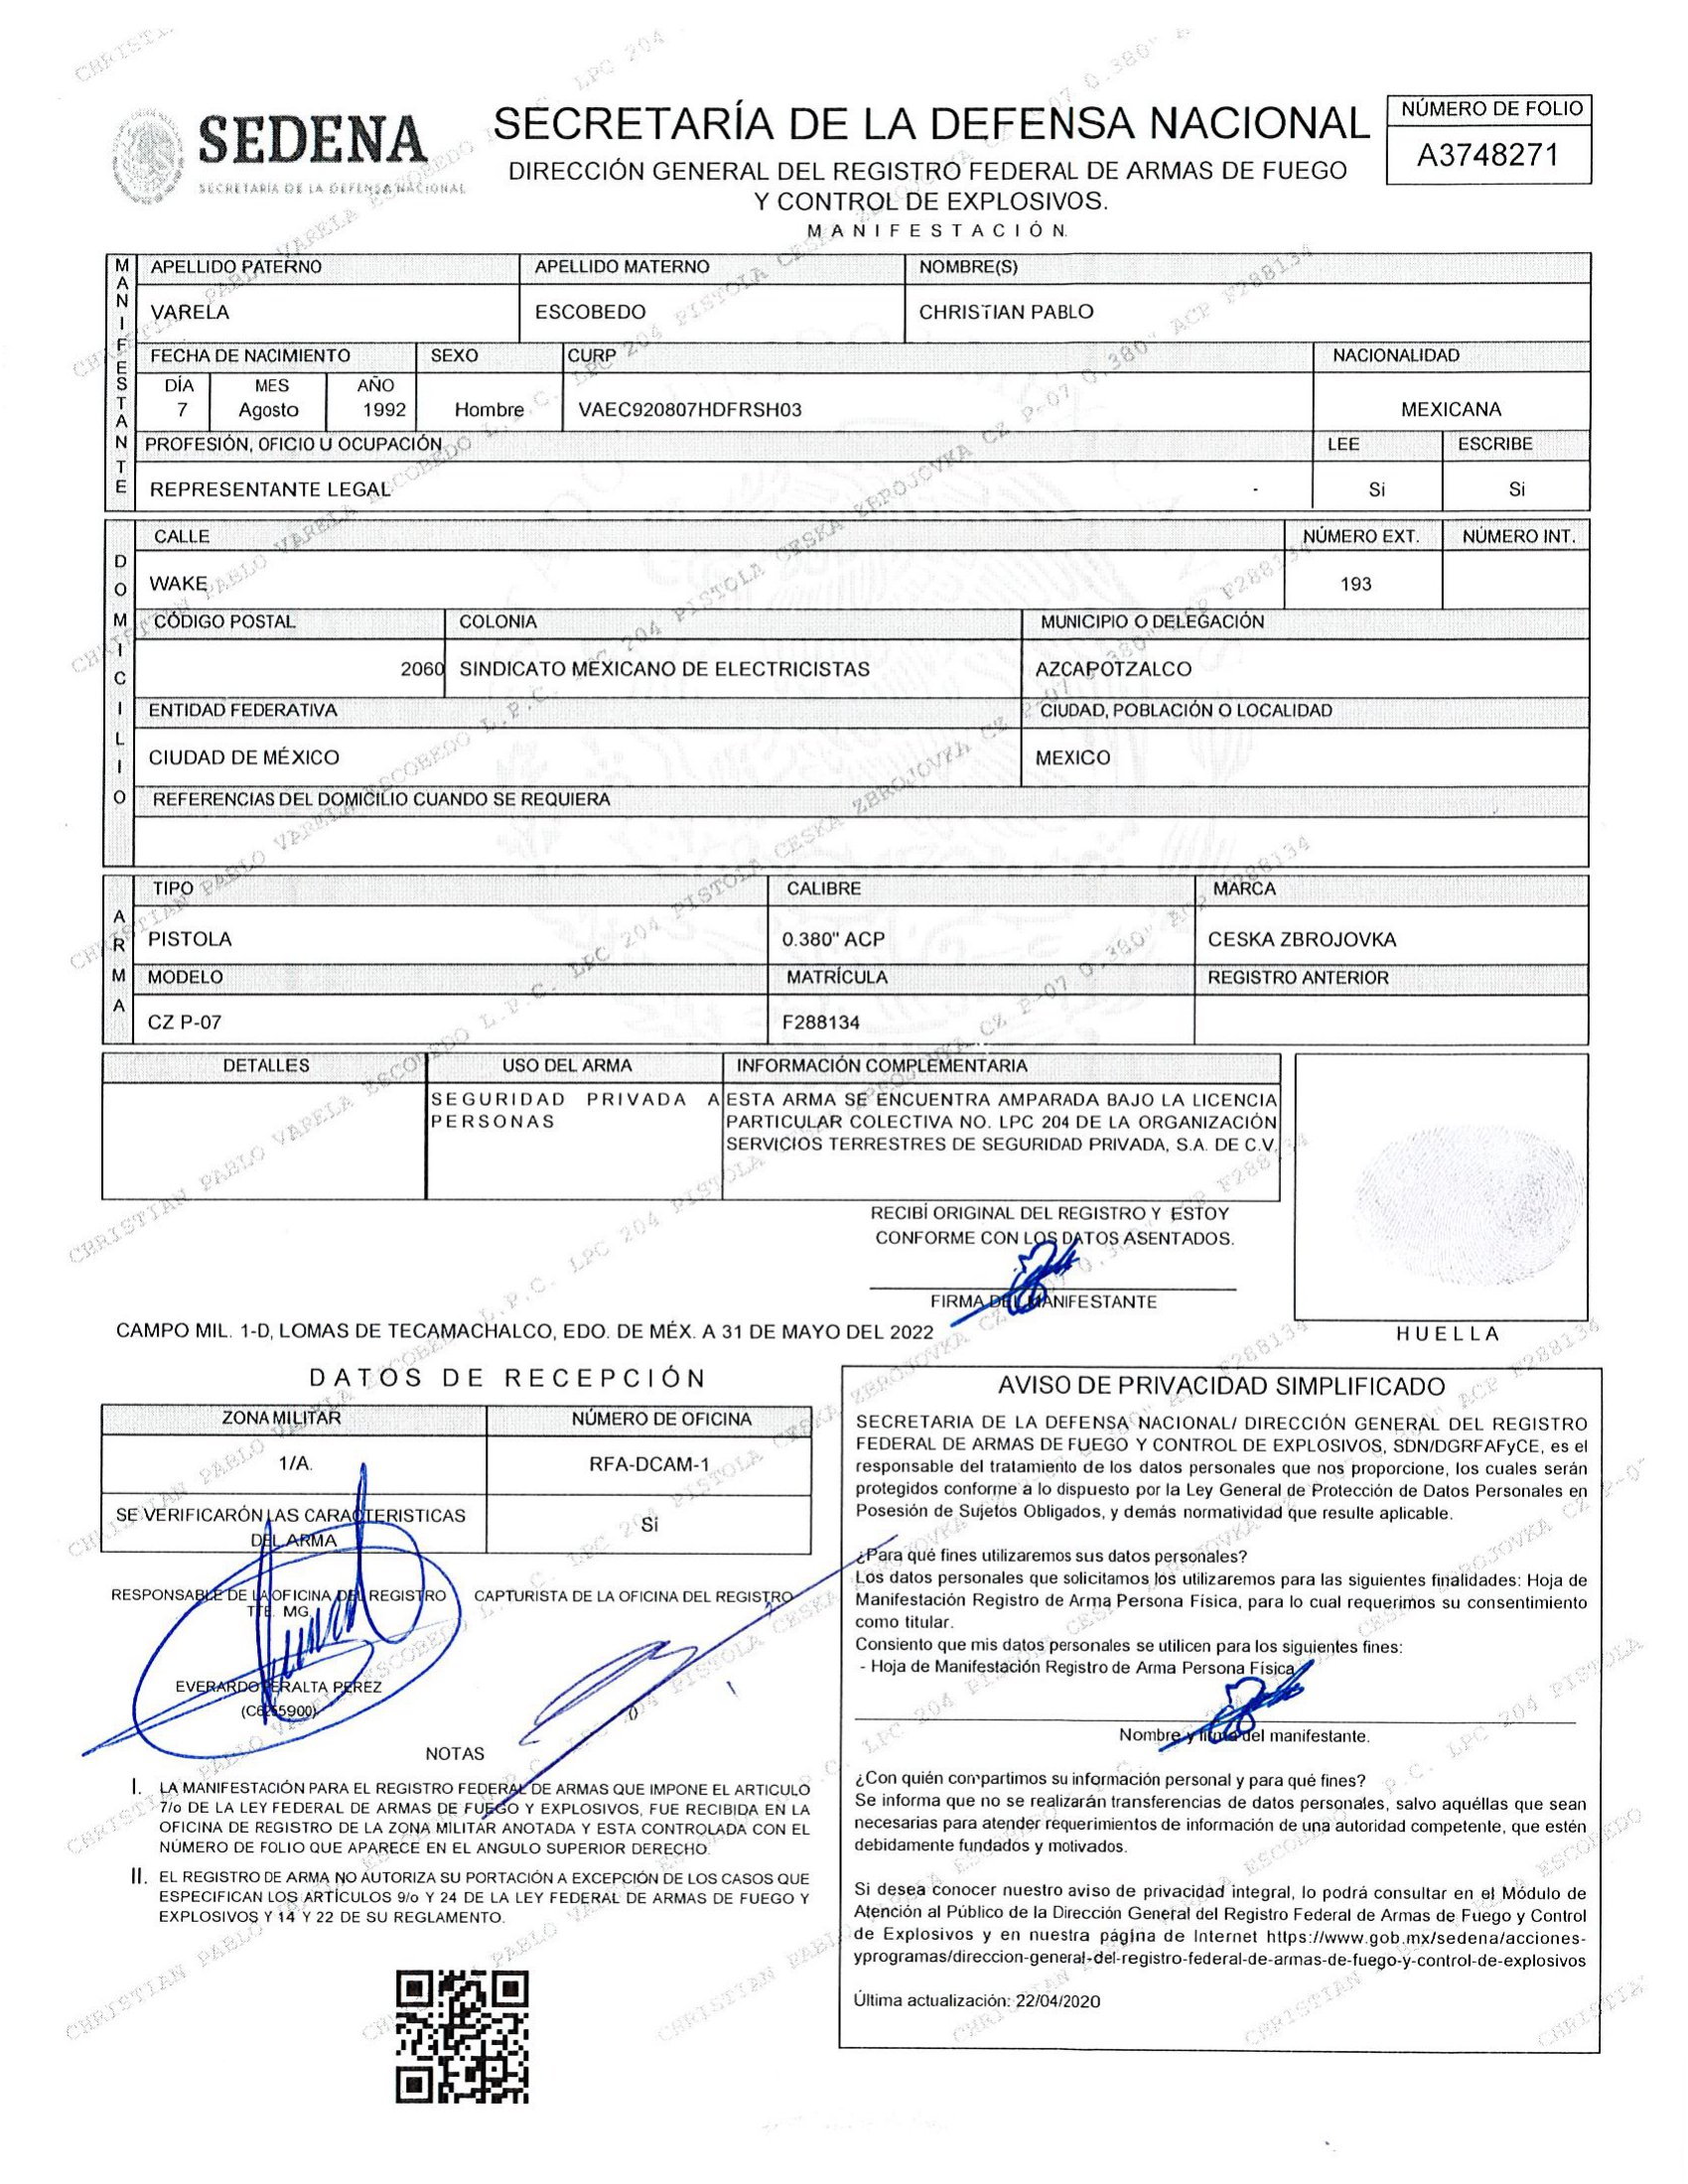 SEDENA
SECRETARÍA DE LA DEFENSA NACIONAL
SECRETARÍA DE LA DEFENSA NACIONAL
DIRECCIÓN GENERAL DEL REGISTRO FEDERAL DE ARMAS DE FUEGO
Y CONTROL DE EXPLOSIVOS.
MANIFESTACIÓN
NÚMERO DE FOLIO
A3748271
MANIFESTANTE
APELLIDO PATERNO APELLIDO MATERNO NOMBRE(S)
VARELA ESCOBEDO CHRISTIAN PABLO
FECHA DE NACIMIENTO SEXO CURP NACIONALIDAD
DÍA MES AÑO
7 Agosto 1992 Hombre VAEC920807HDFRSH03 MEXICANA
PROFESIÓN, OFICIO U OCUPACIÓN LEE ESCRIBE
REPRESENTANTE LEGAL - Si Si
DOMICILIO
CALLE NÚMERO EXT. NÚMERO INT.
WAKE 193
CÓDIGO POSTAL COLONIA MUNICIPIO O DELEGACIÓN
2060 SINDICATO MEXICANO DE ELECTRICISTAS AZCAPOTZALCO
ENTIDAD FEDERATIVA CIUDAD, POBLACIÓN O LOCALIDAD
CIUDAD DE MÉXICO MEXICO
REFERENCIAS DEL DOMICILIO CUANDO SE REQUIERA
ARMA
TIPO CALIBRE MARCA
PISTOLA 0.380" ACP CESKA ZBROJOVKA
MODELO MATRÍCULA REGISTRO ANTERIOR
CZ P-07 F288134
DETALLES USO DEL ARMA INFORMACIÓN COMPLEMENTARIA
SEGURIDAD PRIVADA A PERSONAS
ESTA ARMA SE ENCUENTRA AMPARADA BAJO LA LICENCIA
PARTICULAR COLECTIVA NO. LPC 204 DE LA ORGANIZACIÓN
SERVICIOS TERRESTRES DE SEGURIDAD PRIVADA, S.A. DE C.V.
RECIBÍ ORIGINAL DEL REGISTRO Y ESTOY
CONFORME CON LOS DATOS ASENTADOS.
FIRMA DEL MANIFESTANTE
HUELLA
CAMPO MIL. 1-D, LOMAS DE TECAMACHALCO, EDO. DE MÉX. A 31 DE MAYO DEL 2022
DATOS DE RECEPCIÓN
ZONA MILITAR NÚMERO DE OFICINA
1/A. RFA-DCAM-1
SE VERIFICARÓN LAS CARACTERISTICAS
DEL ARMA
Si
RESPONSABLE DE LA OFICINA DEL REGISTRO CAPTURISTA DE LA OFICINA DEL REGISTRO
TTE. MG.
EVERARDO PERALTA PEREZ
NOTAS
I. LA MANIFESTACIÓN PARA EL REGISTRO FEDERAL DE ARMAS QUE IMPONE EL ARTICULO
7/o DE LA LEY FEDERAL DE ARMAS DE FUEGO Y EXPLOSIVOS, FUE RECIBIDA EN LA
OFICINA DE REGISTRO DE LA ZONA MILITAR ANOTADA Y ESTA CONTROLADA CON EL
NÚMERO DE FOLIO QUE APARECE EN EL ANGULO SUPERIOR DERECHO.
II. EL REGISTRO DE ARMA NO AUTORIZA SU PORTACIÓN A EXCEPCIÓN DE LOS CASOS QUE
ESPECIFICAN LOS ARTÍCULOS 9/o Y 24 DE LA LEY FEDERAL DE ARMAS DE FUEGO Y
EXPLOSIVOS Y 14 Y 22 DE SU REGLAMENTO.
AVISO DE PRIVACIDAD SIMPLIFICADO
SECRETARIA DE LA DEFENSA NACIONAL/ DIRECCIÓN GENERAL DEL REGISTRO
FEDERAL DE ARMAS DE FUEGO Y CONTROL DE EXPLOSIVOS, SDN/DGRFAFyCE, es el
responsable del tratamiento de los datos personales que nos proporcione, los cuales serán
protegidos conforme a lo dispuesto por la Ley General de Protección de Datos Personales en
Posesión de Sujetos Obligados, y demás normatividad que resulte aplicable.
¿Para qué fines utilizaremos sus datos personales?
Los datos personales que solicitamos los utilizaremos para las siguientes finalidades: Hoja de
Manifestación Registro de Arma Persona Física, para lo cual requerimos su consentimiento
como titular.
Consiento que mis datos personales se utilicen para los siguientes fines:
- Hoja de Manifestación Registro de Arma Persona Física
Nombre y firma del manifestante.
¿Con quién compartimos su información personal y para qué fines?
Se informa que no se realizarán transferencias de datos personales, salvo aquéllas que sean
necesarias para atender requerimientos de información de una autoridad competente, que estén
debidamente fundados y motivados.
Si desea conocer nuestro aviso de privacidad integral, lo podrá consultar en el Módulo de
Atención al Público de la Dirección General del Registro Federal de Armas de Fuego y Control
de Explosivos y en nuestra página de Internet https://www.gob.mx/sedena/acciones-
yprogramas/direccion-general-del-registro-federal-de-armas-de-fuego-y-control-de-explosivos
Última actualización: 22/04/2020